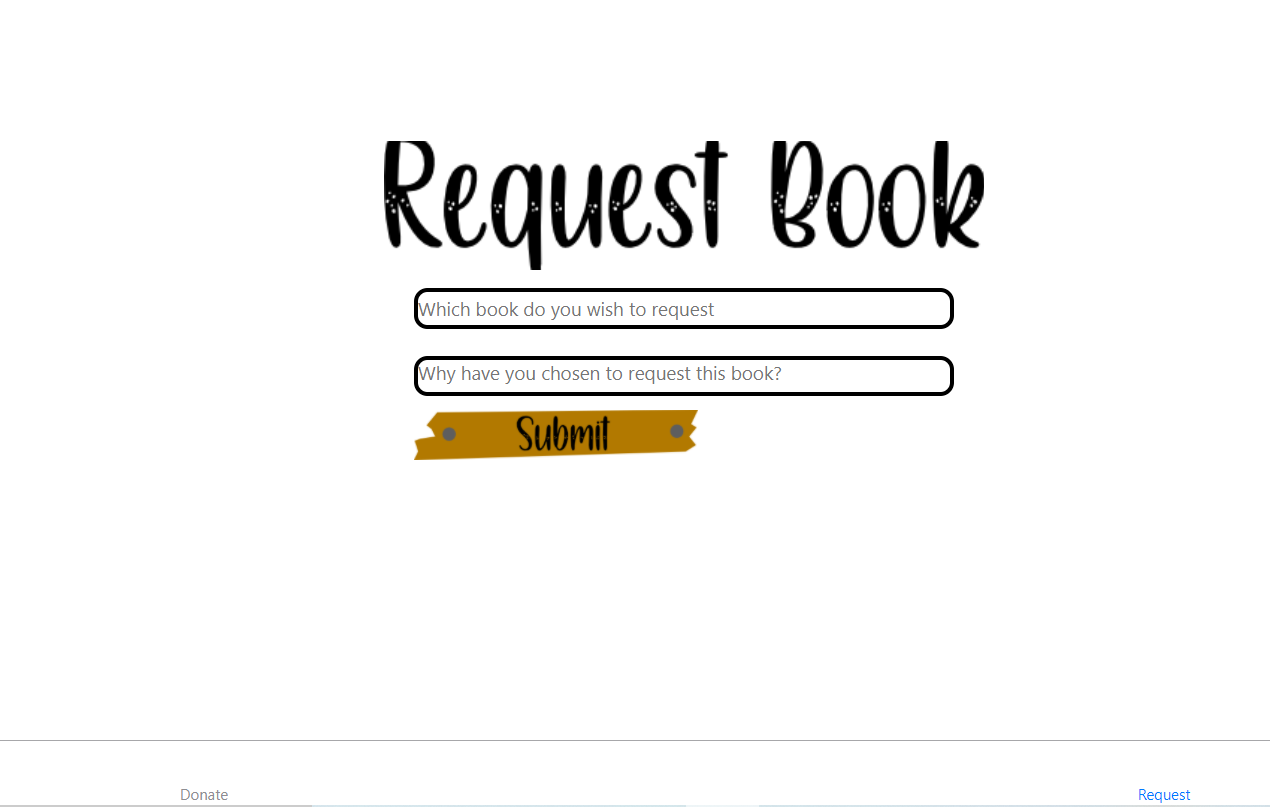 Request Book
Which book do you wish to request
Why have you chosen to request this book?
Submit
Donate
Request